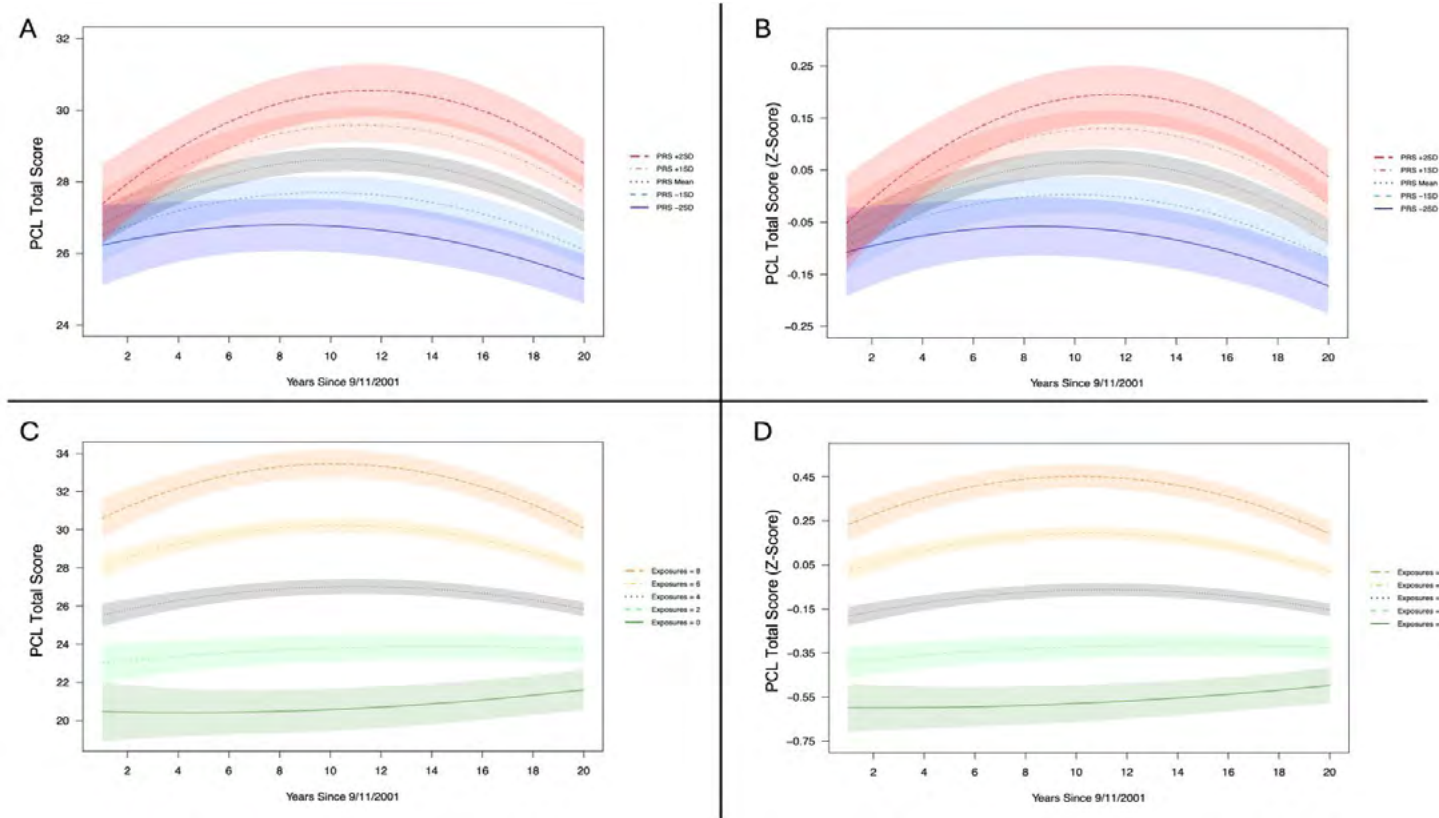 A
PCL Total Score
32
30
28
26
24
2 4 6 8 10 12 14 16 18 20
Years Since 9/11/2001
PRS +2SD
PRS +1SD
PRS Mean
PRS −1SD
PRS −2SD
B
PCL Total Score (Z-Score)
0.25
0.15
0.05
−0.05
−0.15
−0.25
2 4 6 8 10 12 14 16 18 20
Years Since 9/11/2001
PRS +2SD
PRS +1SD
PRS Mean
PRS −1SD
PRS −2SD
C
PCL Total Score
34
32
30
28
26
24
22
20
2 4 6 8 10 12 14 16 18 20
Years Since 9/11/2001
Exposures = 8
Exposures = 6
Exposures = 4
Exposures = 2
Exposures = 0
D
PCL Total Score (Z-Score)
0.45
0.25
0.05
−0.15
−0.35
−0.55
−0.75
2 4 6 8 10 12 14 16 18 20
Years Since 9/11/2001
Exposures =
Exposures =
Exposures =
Exposures =
Exposures =